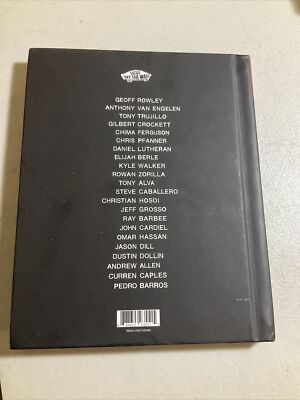 VANS
"OFF THE WALL"
GEOFF ROWLEY
ANTHONY VAN ENGELEN
TONY TRUJILLO
GILBERT CROCKETT
CHIMA FERGUSON
CHRIS PFANNER
DANIEL LUTHERAN
ELIJAH BERLE
KYLE WALKER
ROWAN ZORILLA
TONY ALVA
STEVE CABALLERO
CHRISTIAN HOSOI
JEFF GROSSO
RAY BARBEE
JOHN CARDIEL
OMAR HASSAN
JASON DILL
DUSTIN DOLLIN
ANDREW ALLEN
CURREN CAPLES
PEDRO BARROS